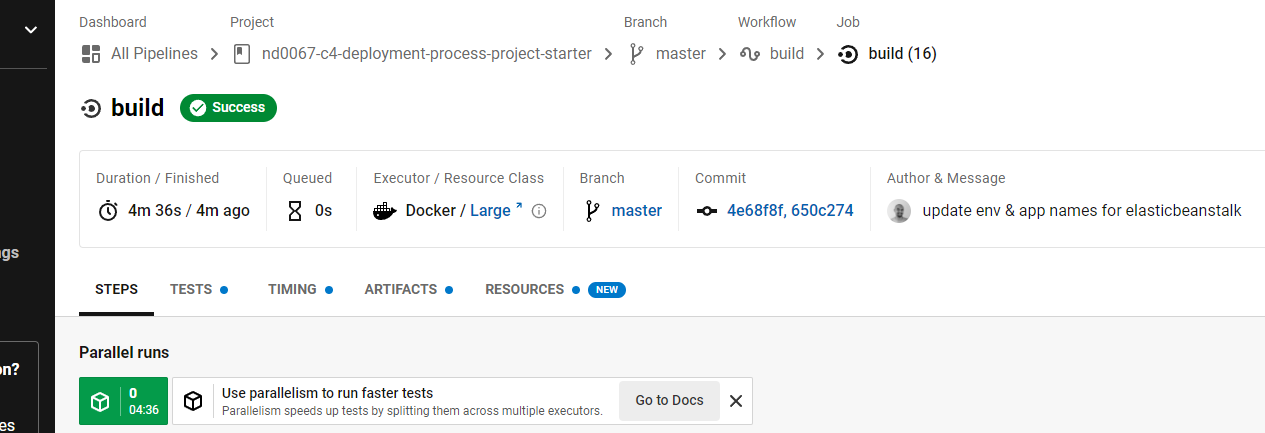 Dashboard Project Branch Workflow Job
All Pipelines nd0067-c4-deployment-process-project-starter master build build (16)
build Success
Duration / Finished Queued Executor / Resource Class Branch Commit Author & Message
4m 36s / 4m ago 0s Docker / Large master 4e68f8f, 650c274 update env & app names for elasticbeanstalk
gs
STEPS TESTS TIMING ARTIFACTS RESOURCES NEW
Parallel runs
on?
0 Use parallelism to run faster tests Go to Docs
04:36 Parallelism speeds up tests by splitting them across multiple executors.
es